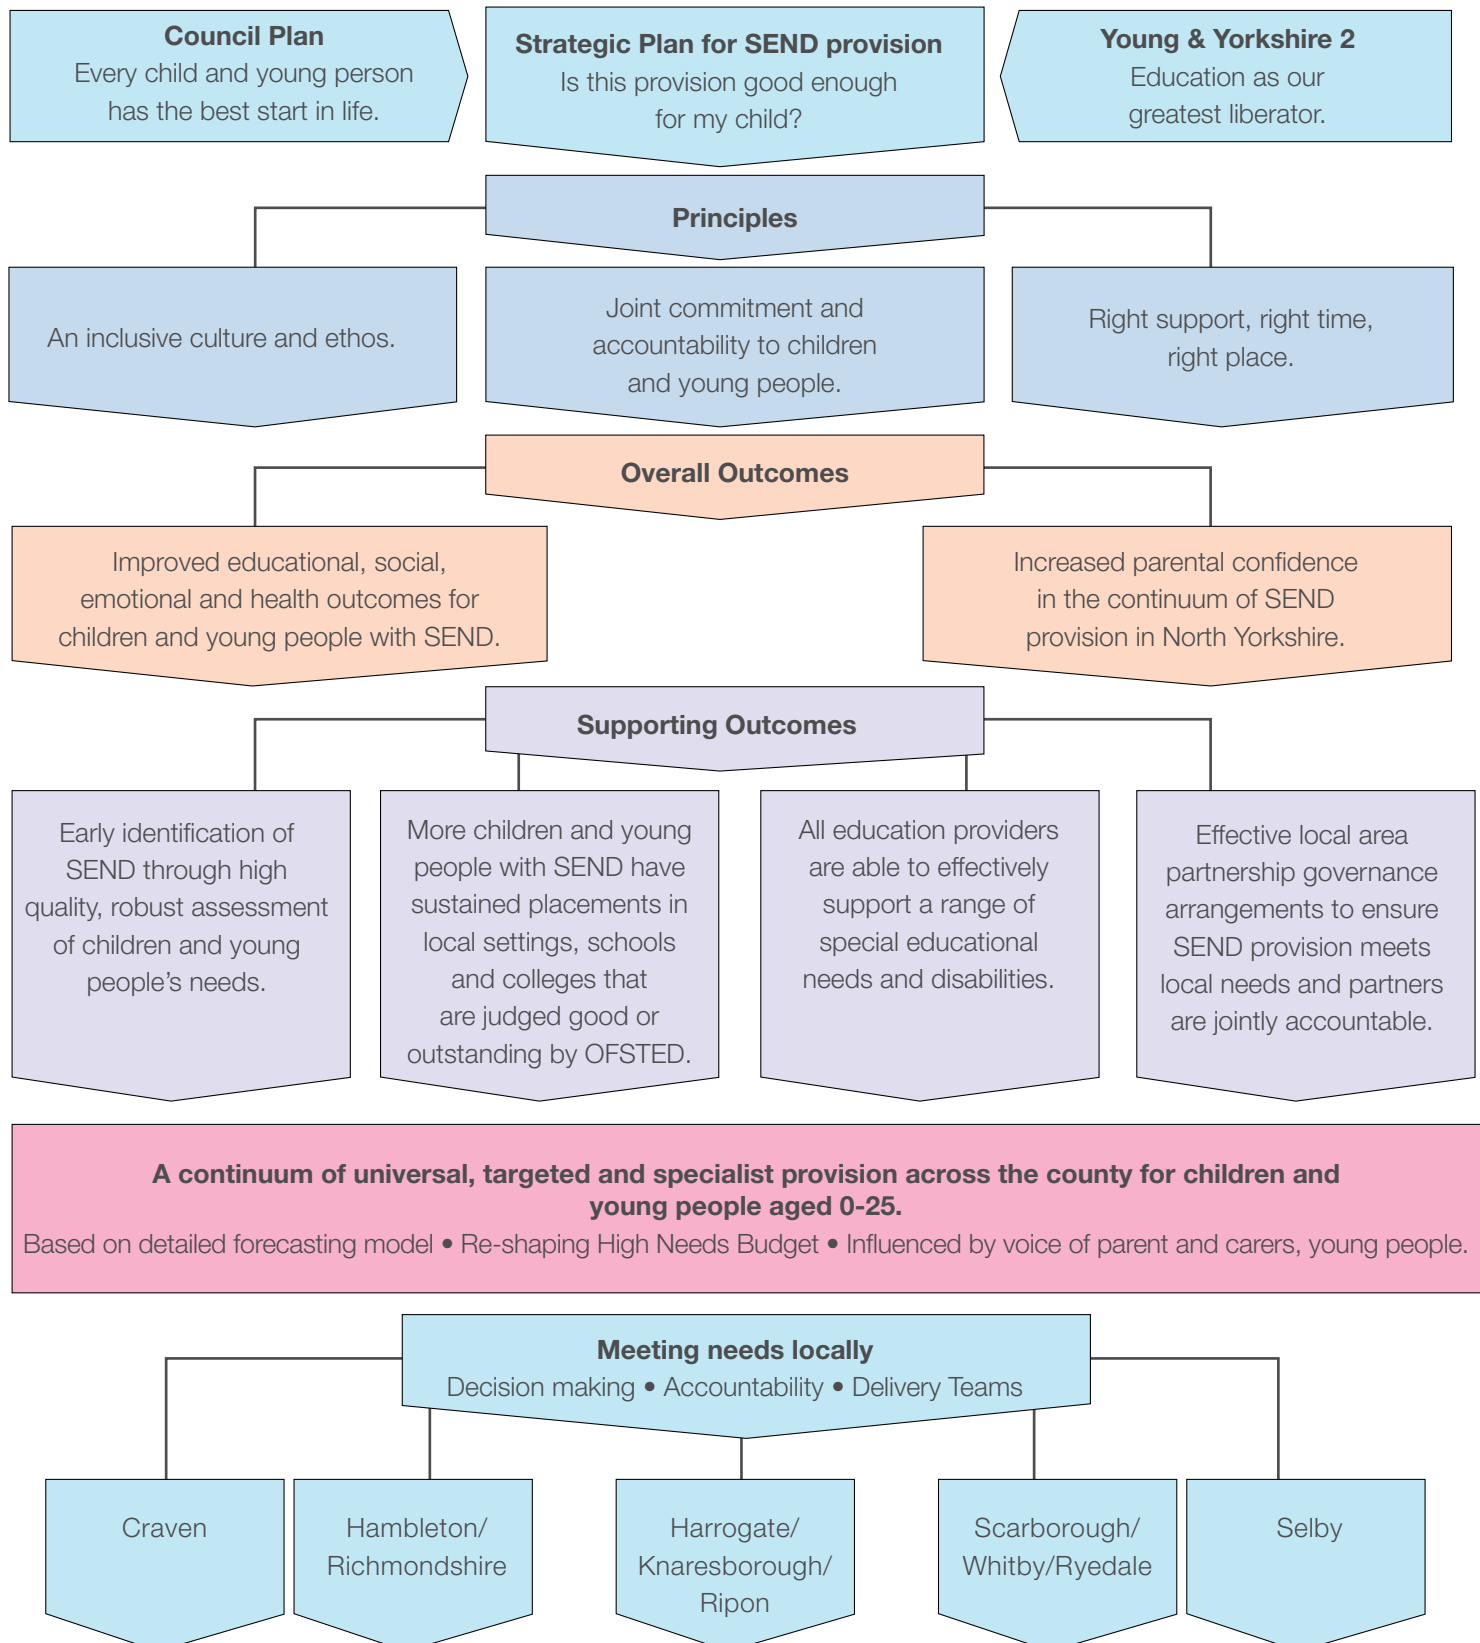 Council Plan
Every child and young person
has the best start in life.
Strategic Plan for SEND provision
Is this provision good enough
for my child?
Young & Yorkshire 2
Education as our
greatest liberator.
Principles
An inclusive culture and ethos.
Joint commitment and
accountability to children
and young people.
Right support, right time,
right place.
Overall Outcomes
Improved educational, social,
emotional and health outcomes for
children and young people with SEND.
Increased parental confidence
in the continuum of SEND
provision in North Yorkshire.
Supporting Outcomes
Early identification of
SEND through high
quality, robust assessment
of children and young
people’s needs.
More children and young
people with SEND have
sustained placements in
local settings, schools
and colleges that
are judged good or
outstanding by OFSTED.
All education providers
are able to effectively
support a range of
special educational
needs and disabilities.
Effective local area
partnership governance
arrangements to ensure
SEND provision meets
local needs and partners
are jointly accountable.
A continuum of universal, targeted and specialist provision across the county for children and
young people aged 0-25.
Based on detailed forecasting model • Re-shaping High Needs Budget • Influenced by voice of parent and carers, young people.
Meeting needs locally
Decision making • Accountability • Delivery Teams
Craven
Hambleton/
Richmondshire
Harrogate/
Knaresborough/
Ripon
Scarborough/
Whitby/Ryedale
Selby